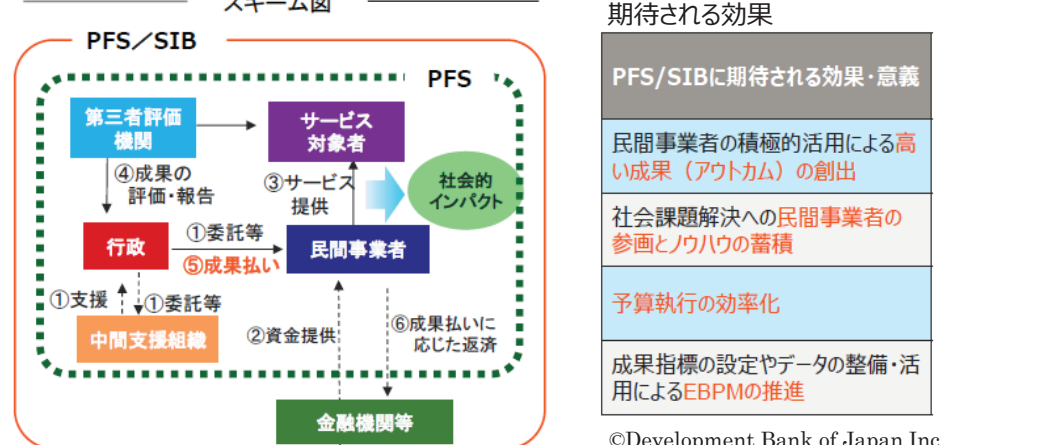 スキーム図
PFS/SIB
PFS
第三者評価
機関
サービス
対象者
④成果の
評価・報告
③サービス
提供
社会的
インパクト
行政
①委託等
⑤成果払い
民間事業者
①支援
①委託等
中間支援組織
②資金提供
⑥成果払いに
応じた返済
金融機関等
期待される効果
PFS/SIBに期待される効果・意義
民間事業者の積極的活用による高
い成果（アウトカム）の創出
社会課題解決への民間事業者の
参画とノウハウの蓄積
予算執行の効率化
成果指標の設定やデータの整備・活
用によるEBPMの推進
©Development Bank of Japan Inc